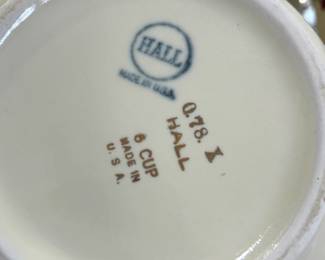 HALL
MADE IN U.S.A.
0.78. X
HALL
6 CUP
MADE IN
U. S. A.